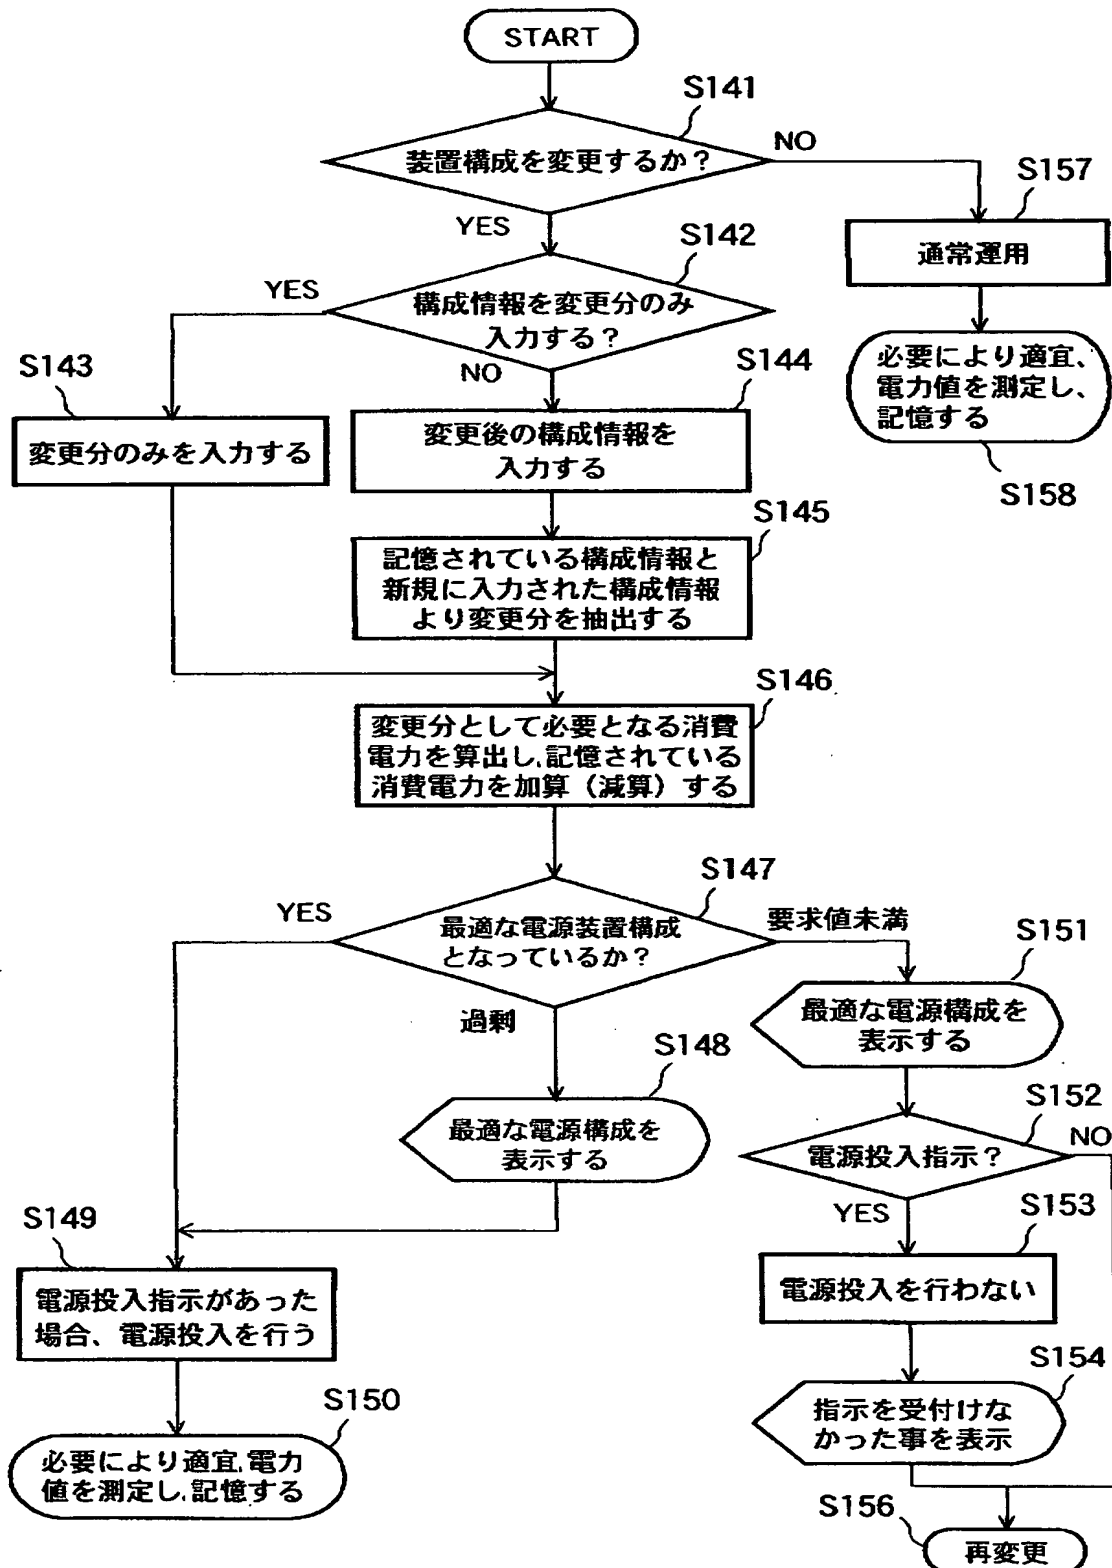 START
S141
装置構成を変更するか？
NO
YES
S157
通常運用
S142
構成情報を変更分のみ
入力する？
YES
NO
必要により適宜、
電力値を測定し、
記憶する
S158
S143
変更分のみを入力する
S144
変更後の構成情報を
入力する
S145
記憶されている構成情報と
新規に入力された構成情報
より変更分を抽出する
S146
変更分として必要となる消費
電力を算出し,記憶されている
消費電力を加算（減算）する
S147
最適な電源装置構成
となっているか？
YES
要求値未満
過剰
S151
最適な電源構成を
表示する
S148
最適な電源構成を
表示する
S152
電源投入指示？
NO
YES
S149
電源投入指示があった
場合、電源投入を行う
S153
電源投入を行わない
S150
必要により適宜,電力
値を測定し,記憶する
S154
指示を受付けな
かった事を表示
S156
再変更